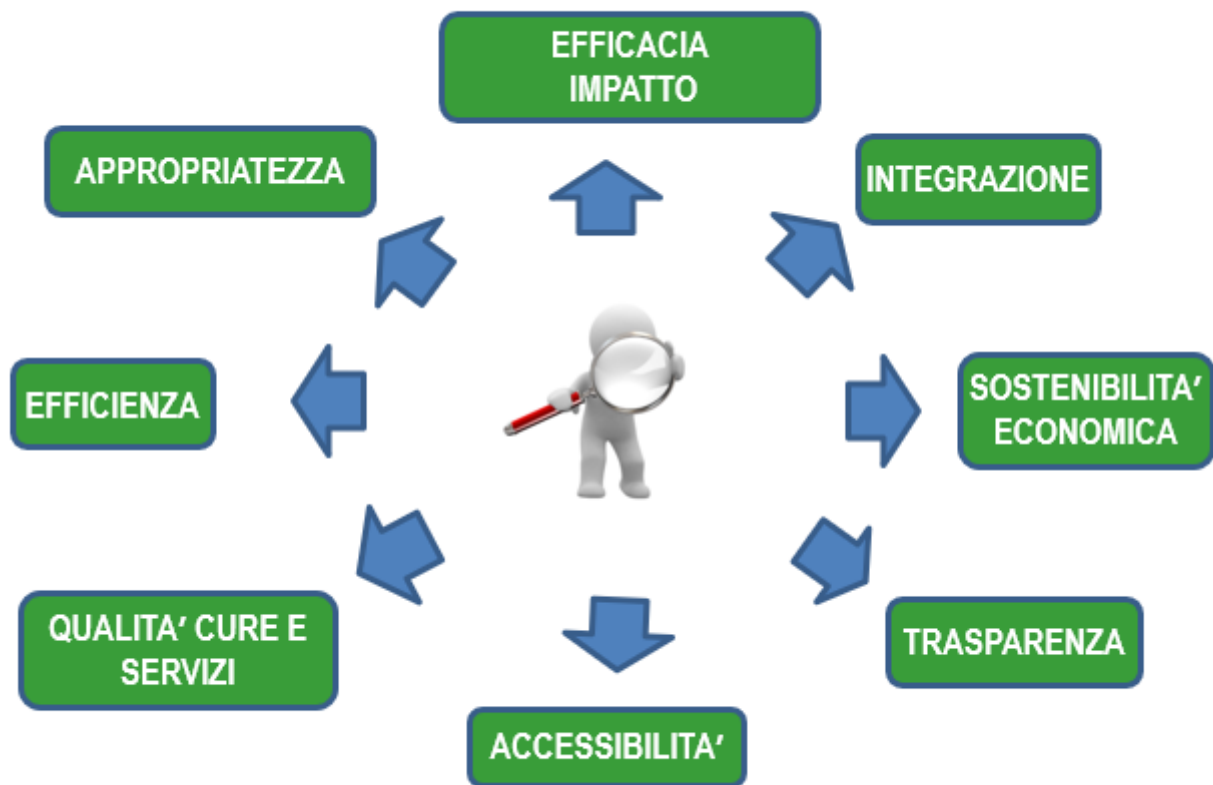 EFFICACIA
IMPATTO
APPROPRIATEZZA
INTEGRAZIONE
EFFICIENZA
SOSTENIBILITA’
ECONOMICA
QUALITA’ CURE E
SERVIZI
TRASPARENZA
ACCESSIBILITA’